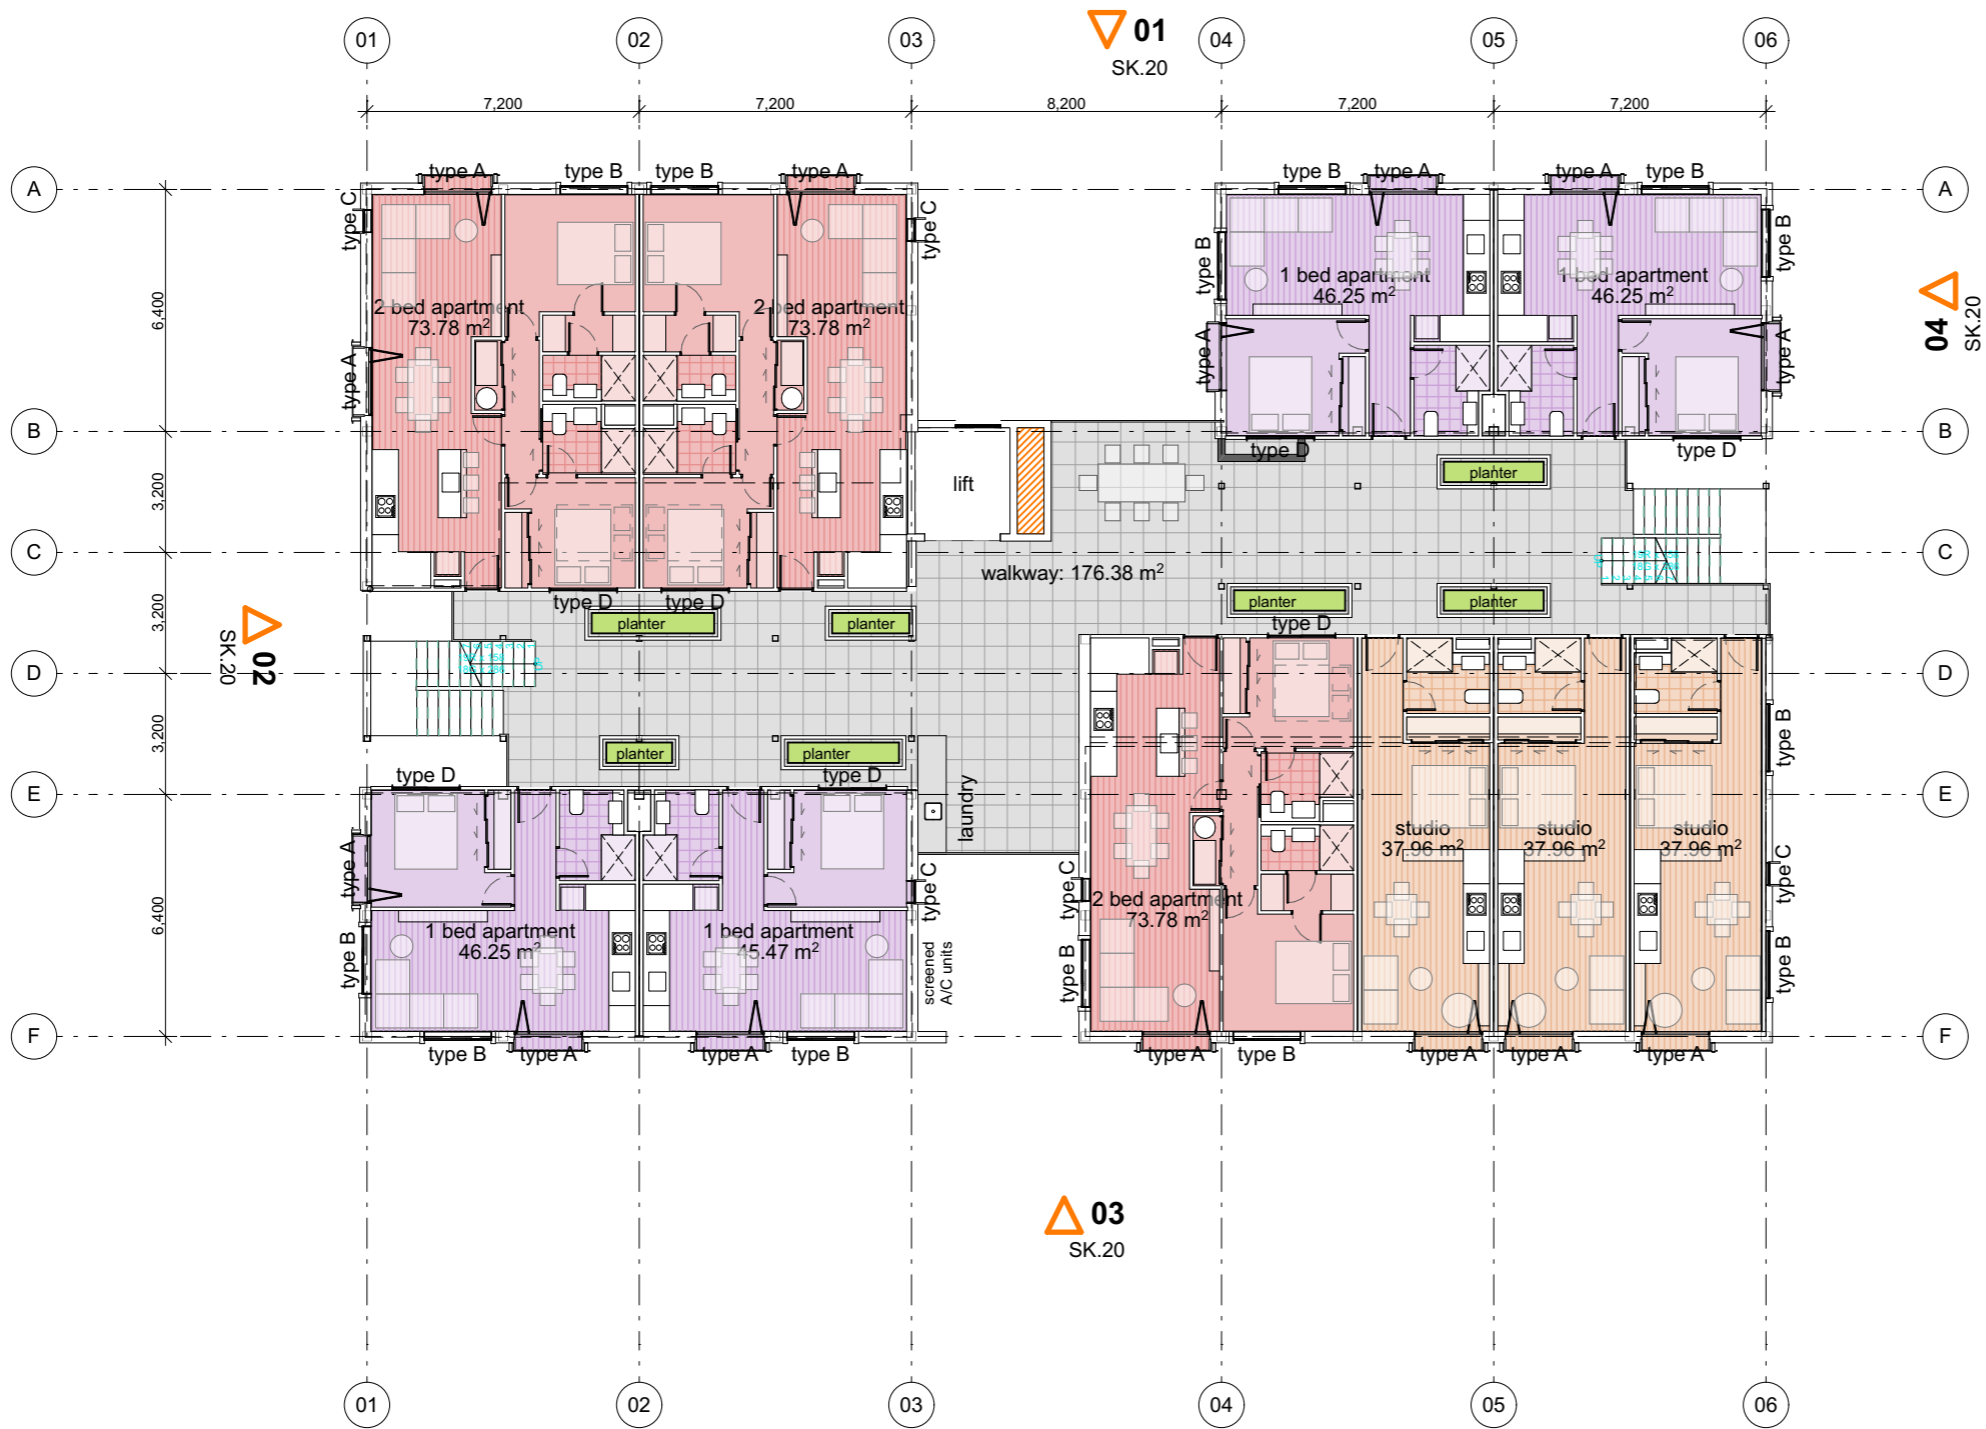 01
02
03
04
05
06
01
SK.20
7,200
7,200
8,200
7,200
7,200
type A
type B
type B
type A
type B
type A
type A
type B
A
A
type C
type C
type B
type B
2 bed apartment
73.78 m²
2 bed apartment
73.78 m²
1 bed apartment
46.25 m²
1 bed apartment
46.25 m²
04
SK.20
6,400
type A
type A
type A
B
B
type D
type D
planter
lift
3,200
C
C
walkway: 176.38 m²
type D
type D
planter
planter
planter
planter
type D
3,200
02
SK.20
UP
D
D
3,200
planter
planter
type D
type D
type B
E
E
laundry
studio
37.96 m²
studio
37.96 m²
studio
37.96 m²
type A
type C
type C
type C
2 bed apartment
73.78 m²
6,400
1 bed apartment
46.25 m²
1 bed apartment
45.47 m²
type B
screened
A/C units
type B
type B
F
F
type B
type A
type A
type B
type A
type B
type A
type A
type A
03
SK.20
01
02
03
04
05
06